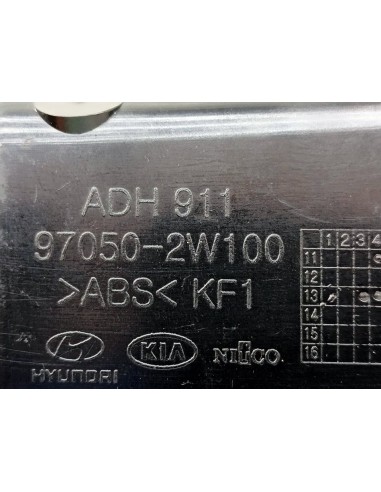 ADH 911
97050-2W100
>ABS< KF1
1 2 3 4
11
12
13
14
15
16
HYUNDAI
KIA
NIFCO